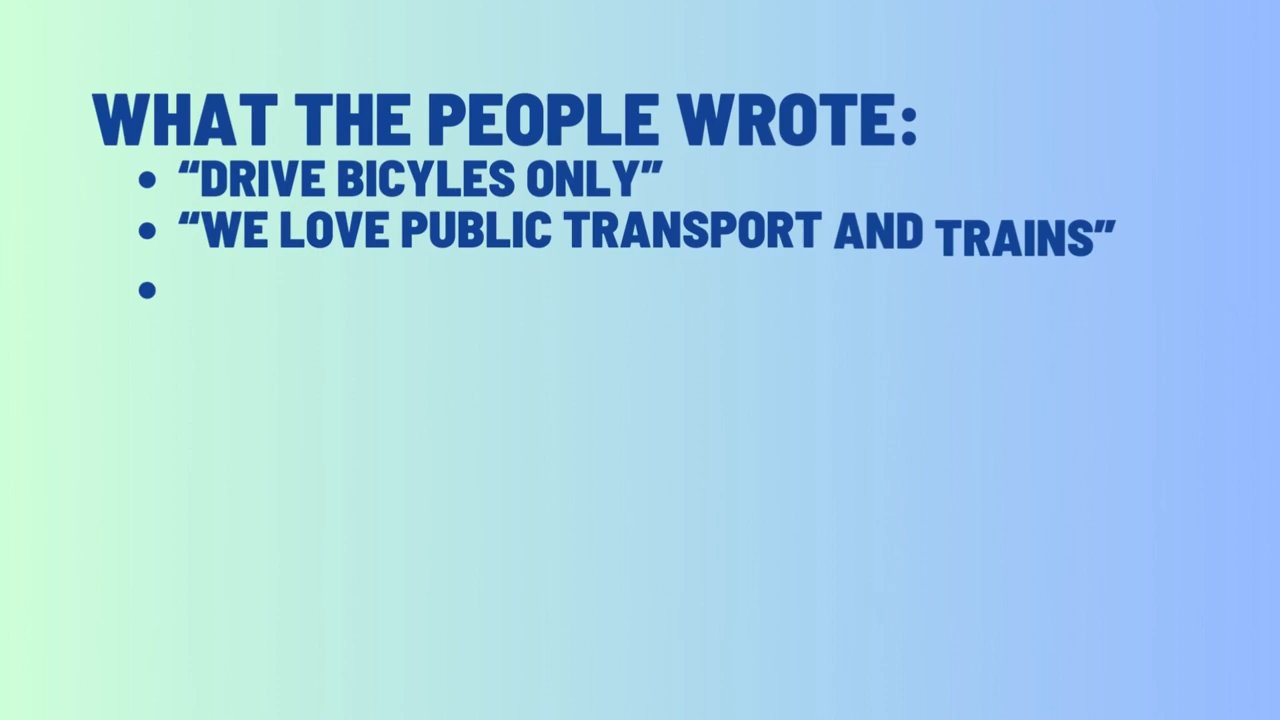 WHAT THE PEOPLE WROTE:
• “DRIVE BICYLES ONLY”
• “WE LOVE PUBLIC TRANSPORT AND TRAINS”
•